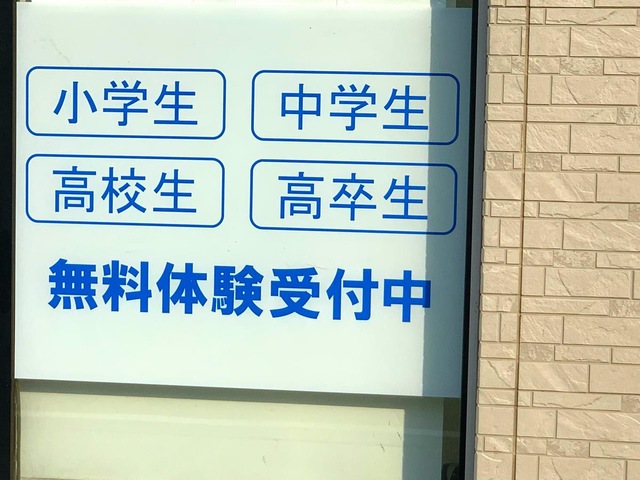 小学生 中学生
高校生 高卒生
無料体験受付中